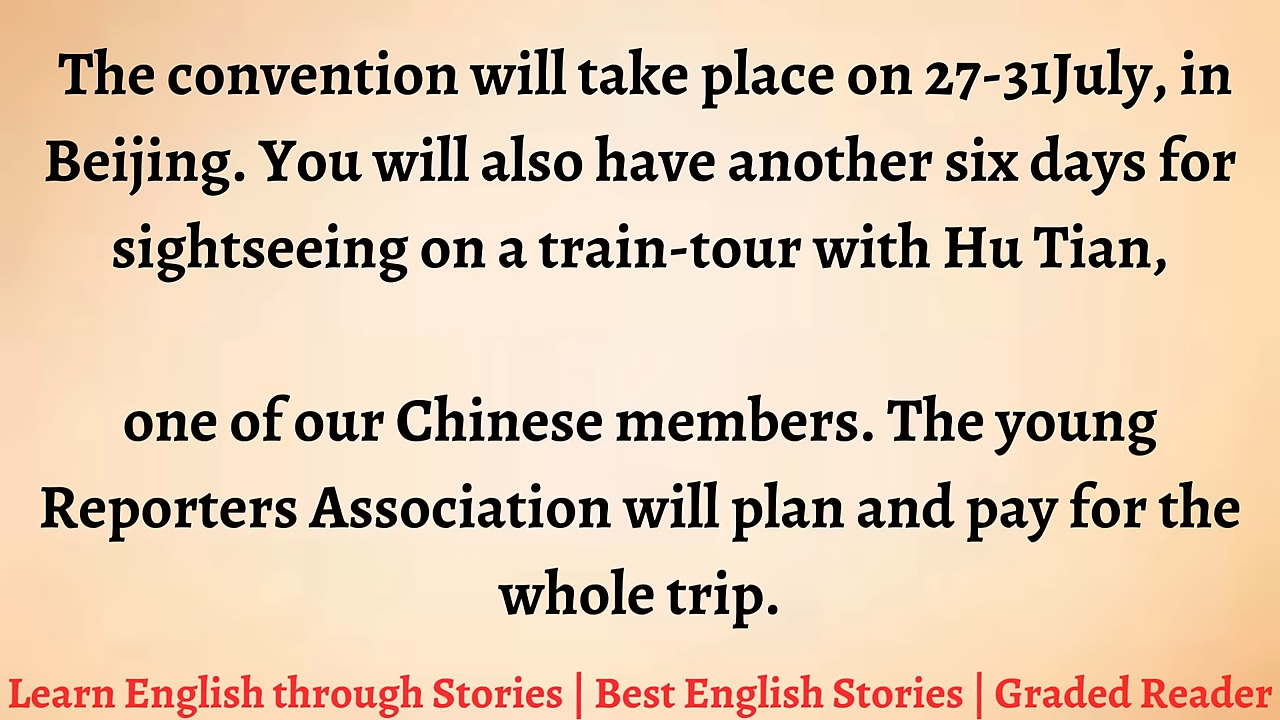 The convention will take place on 27-31July, in
Beijing. You will also have another six days for
sightseeing on a train-tour with Hu Tian,
one of our Chinese members. The young
Reporters Association will plan and pay for the
whole trip.
Learn English through Stories | Best English Stories | Graded Reader